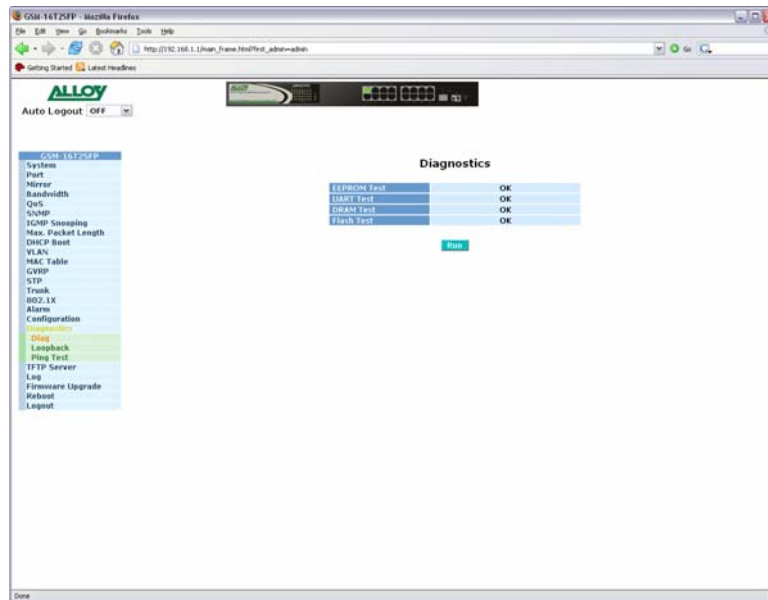 GSM-16T2SFP - Mozilla Firefox
File Edit View Go Bookmarks Tools Help
http://192.168.1.1/main_frame.html?first_admin=admin
Go
Getting Started Latest Headlines
ALLOY
Auto Logout OFF
GSM-16T2SFP
System
Port
Mirror
Bandwidth
QoS
SNMP
IGMP Snooping
Max. Packet Length
DHCP Boot
VLAN
MAC Table
GVRP
STP
Trunk
802.1X
Alarm
Configuration
Diagnostics
Diag
Loopback
Ping Test
TFTP Server
Log
Firmware Upgrade
Reboot
Logout
Diagnostics
EEPROM Test OK
UART Test OK
DRAM Test OK
Flash Test OK
Run
Done